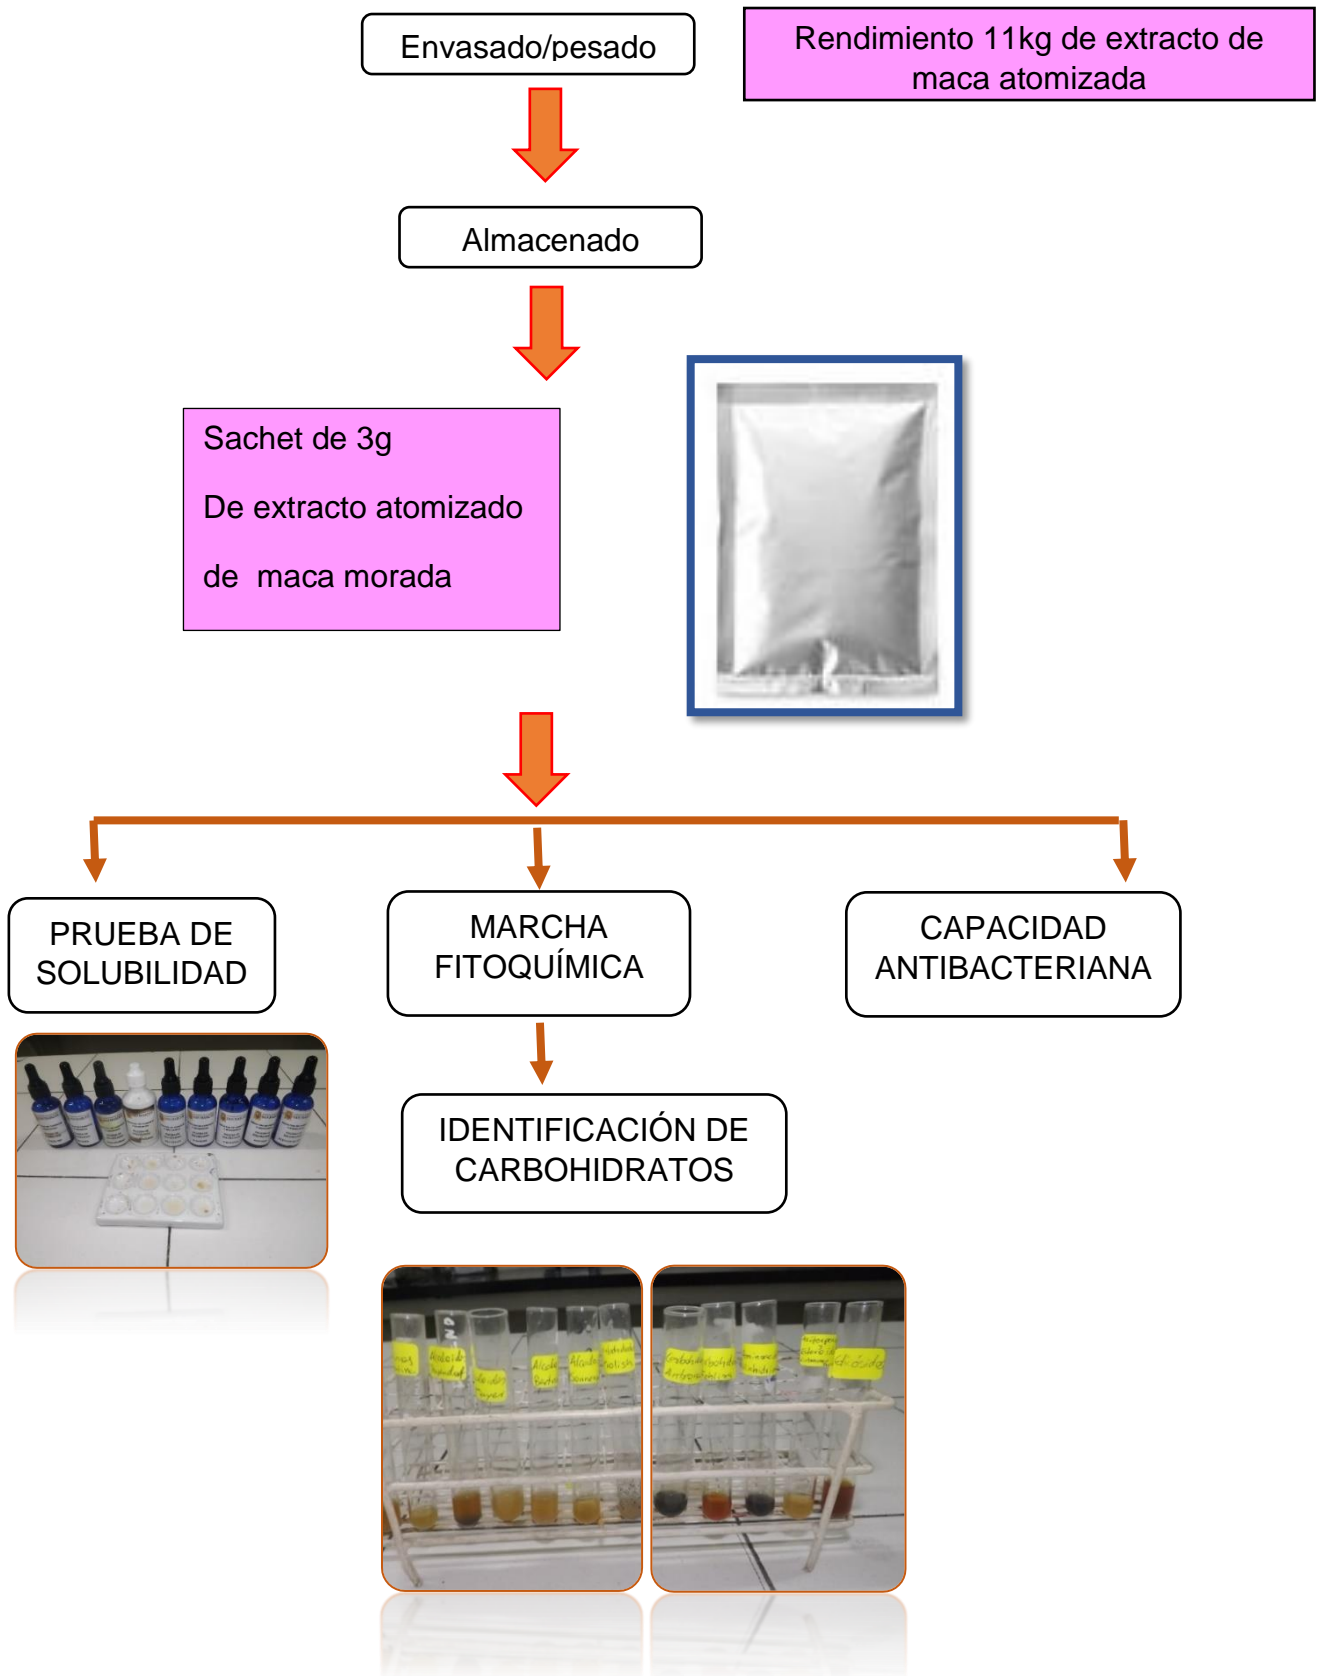 Envasado/pesado
Rendimiento 11kg de extracto de
maca atomizada
Almacenado
Sachet de 3g
De extracto atomizado
de maca morada
PRUEBA DE
SOLUBILIDAD
MARCHA
FITOQUÍMICA
CAPACIDAD
ANTIBACTERIANA
IDENTIFICACIÓN DE
CARBOHIDRATOS